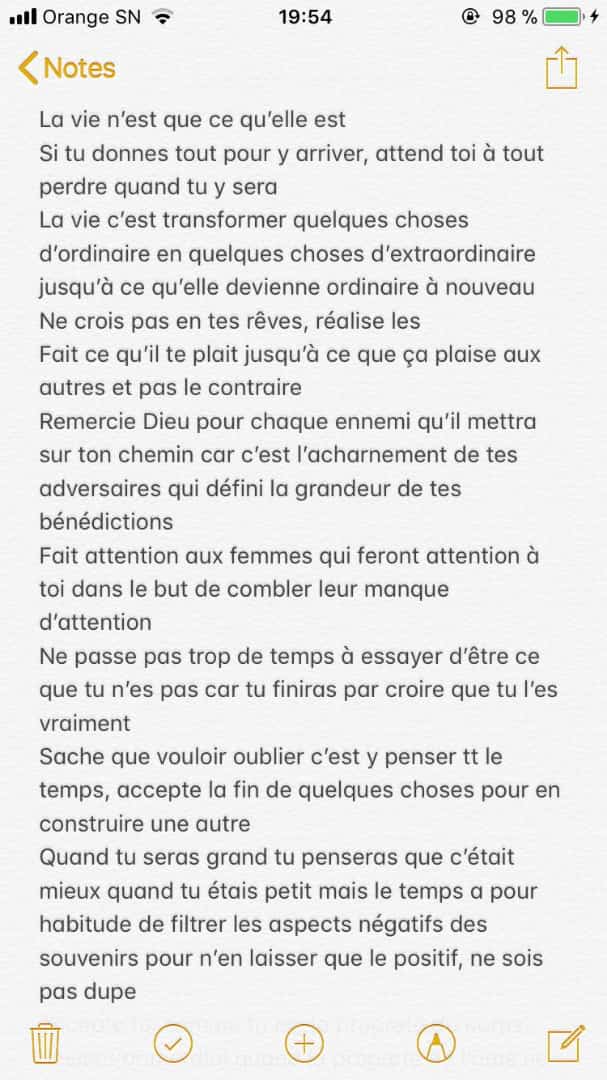 Orange SN 19:54 98 %
Notes
La vie n’est que ce qu’elle est
Si tu donnes tout pour y arriver, attend toi à tout
perdre quand tu y sera
La vie c’est transformer quelques choses
d’ordinaire en quelques choses d’extraordinaire
jusqu’à ce qu’elle devienne ordinaire à nouveau
Ne crois pas en tes rêves, réalise les
Fait ce qu’il te plait jusqu’à ce que ça plaise aux
autres et pas le contraire
Remercie Dieu pour chaque ennemi qu’il mettra
sur ton chemin car c’est l’acharnement de tes
adversaires qui défini la grandeur de tes
bénédictions
Fait attention aux femmes qui feront attention à
toi dans le but de combler leur manque
d’attention
Ne passe pas trop de temps à essayer d’être ce
que tu n’es pas car tu finiras par croire que tu l’es
vraiment
Sache que vouloir oublier c’est y penser tt le
temps, accepte la fin de quelques choses pour en
construire une autre
Quand tu seras grand tu penseras que c’était
mieux quand tu étais petit mais le temps a pour
habitude de filtrer les aspects négatifs des
souvenirs pour n’en laisser que le positif, ne sois
pas dupe